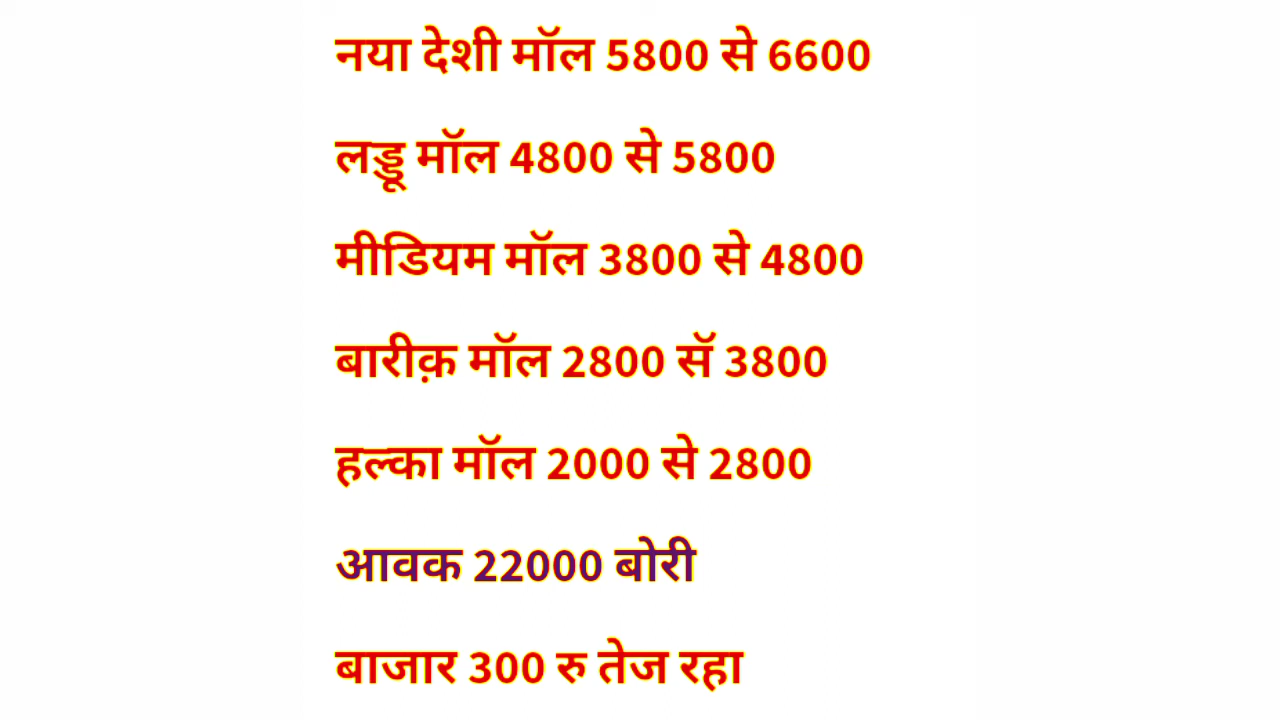 नया देशी मॉल 5800 से 6600
लड्डू मॉल 4800 से 5800
मीडियम मॉल 3800 से 4800
बारीक़ मॉल 2800 सॅ 3800
हल्का मॉल 2000 से 2800
आवक 22000 बोरी
बाजार 300 रु तेज रहा